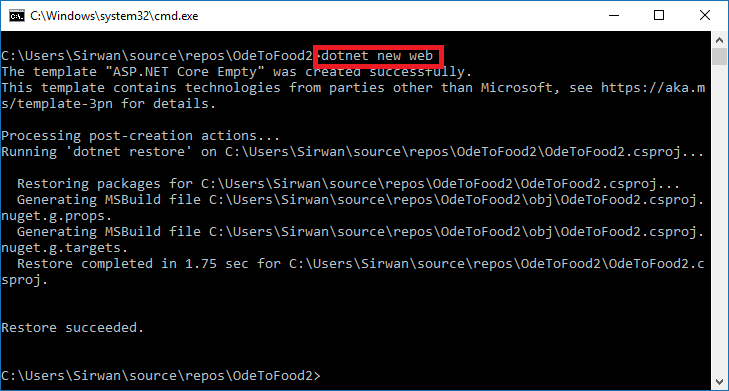 C:\Windows\system32\cmd.exe
C:\Users\Sirwan\source\repos\OdeToFood2>dotnet new web
The template "ASP.NET Core Empty" was created successfully.
This template contains technologies from parties other than Microsoft, see https://aka.m
s/template-3pn for details.
Processing post-creation actions...
Running 'dotnet restore' on C:\Users\Sirwan\source\repos\OdeToFood2\OdeToFood2.csproj...
Restoring packages for C:\Users\Sirwan\source\repos\OdeToFood2\OdeToFood2.csproj...
Generating MSBuild file C:\Users\Sirwan\source\repos\OdeToFood2\obj\OdeToFood2.csproj.
nuget.g.props.
Generating MSBuild file C:\Users\Sirwan\source\repos\OdeToFood2\obj\OdeToFood2.csproj.
nuget.g.targets.
Restore completed in 1.75 sec for C:\Users\Sirwan\source\repos\OdeToFood2\OdeToFood2.c
sproj.
Restore succeeded.
C:\Users\Sirwan\source\repos\OdeToFood2>